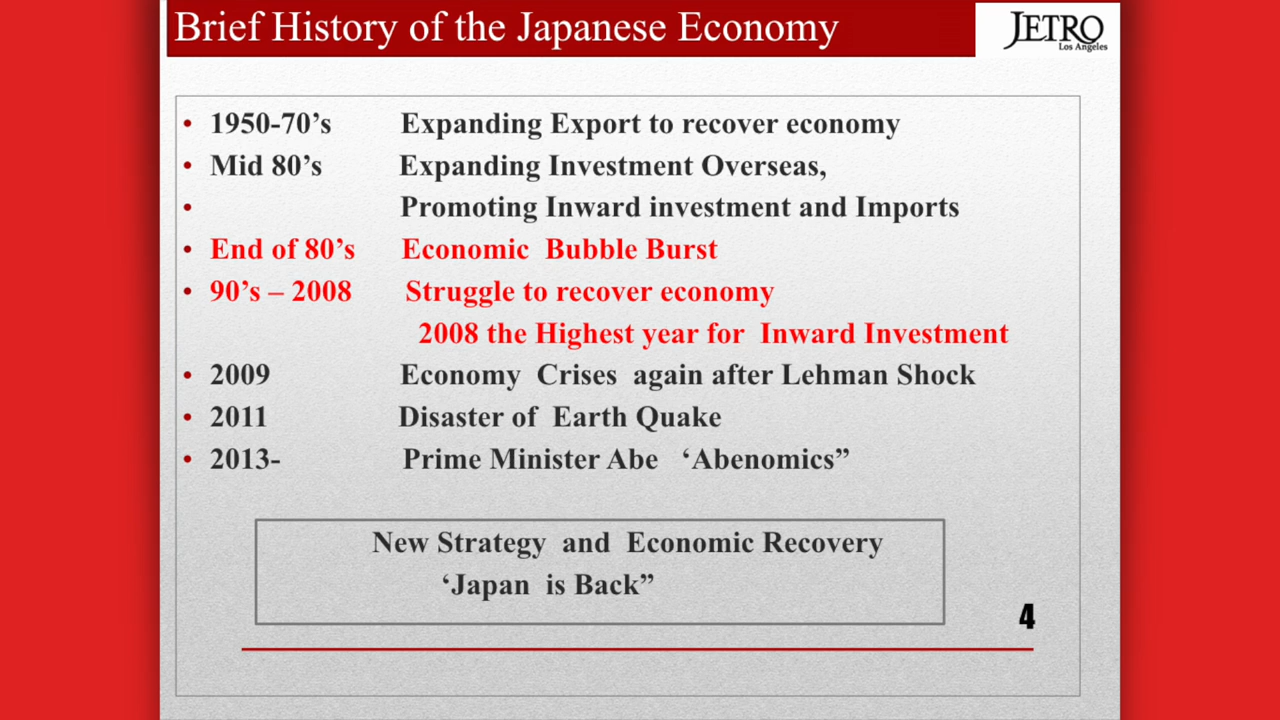 Brief History of the Japanese Economy
JETRO
Los Angeles
• 1950-70’s Expanding Export to recover economy
• Mid 80’s Expanding Investment Overseas,
• Promoting Inward investment and Imports
• End of 80’s Economic Bubble Burst
• 90’s – 2008 Struggle to recover economy
2008 the Highest year for Inward Investment
• 2009 Economy Crises again after Lehman Shock
• 2011 Disaster of Earth Quake
• 2013- Prime Minister Abe ‘Abenomics”
New Strategy and Economic Recovery
‘Japan is Back”
4